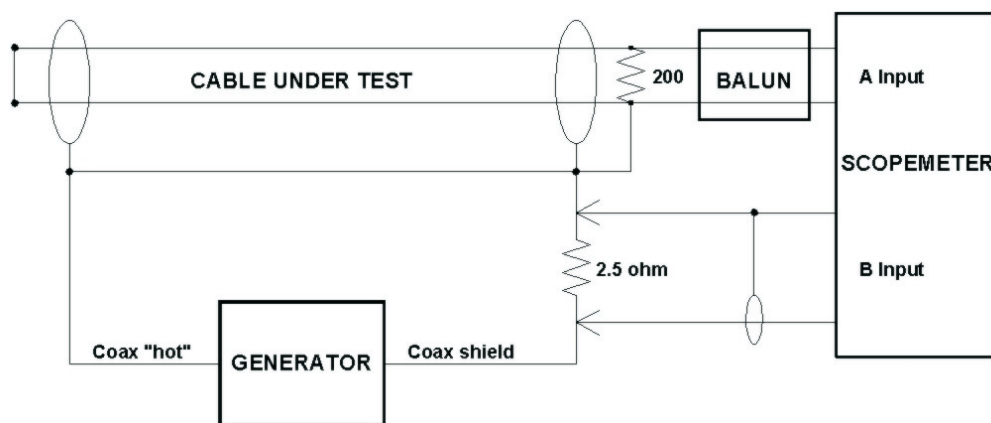 CABLE UNDER TEST
200
BALUN
A Input
SCOPEMETER
2.5 ohm
B Input
Coax "hot"
GENERATOR
Coax shield